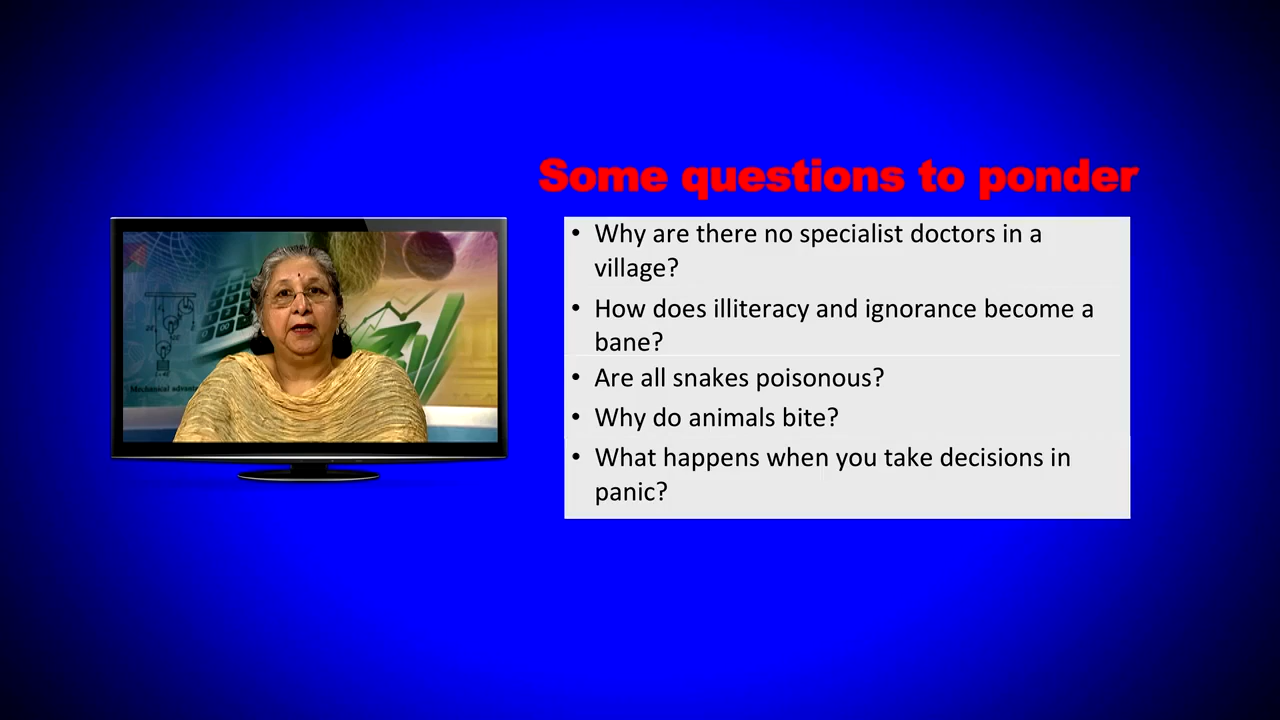 Some questions to ponder
• Why are there no specialist doctors in a
village?
• How does illiteracy and ignorance become a
bane?
• Are all snakes poisonous?
• Why do animals bite?
• What happens when you take decisions in
panic?
Mechanical advanta